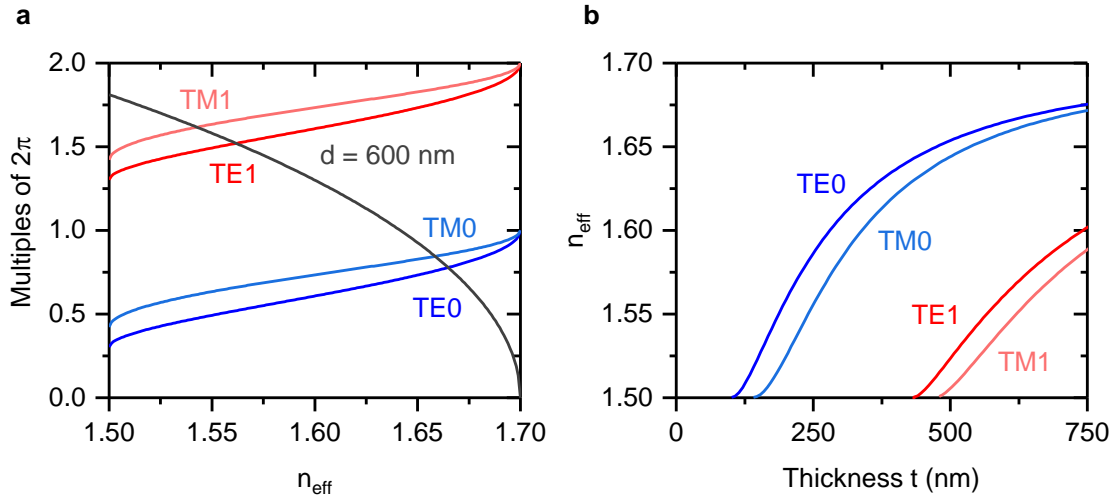 a
2.0
1.5
1.0
0.5
0.0
Multiples of 2π
TM1
TE1
d = 600 nm
TM0
TE0
1.50
1.55
1.60
1.65
1.70
neff
b
1.70
1.65
1.60
1.55
1.50
neff
TE0
TM0
TE1
TM1
0
250
500
750
Thickness t (nm)